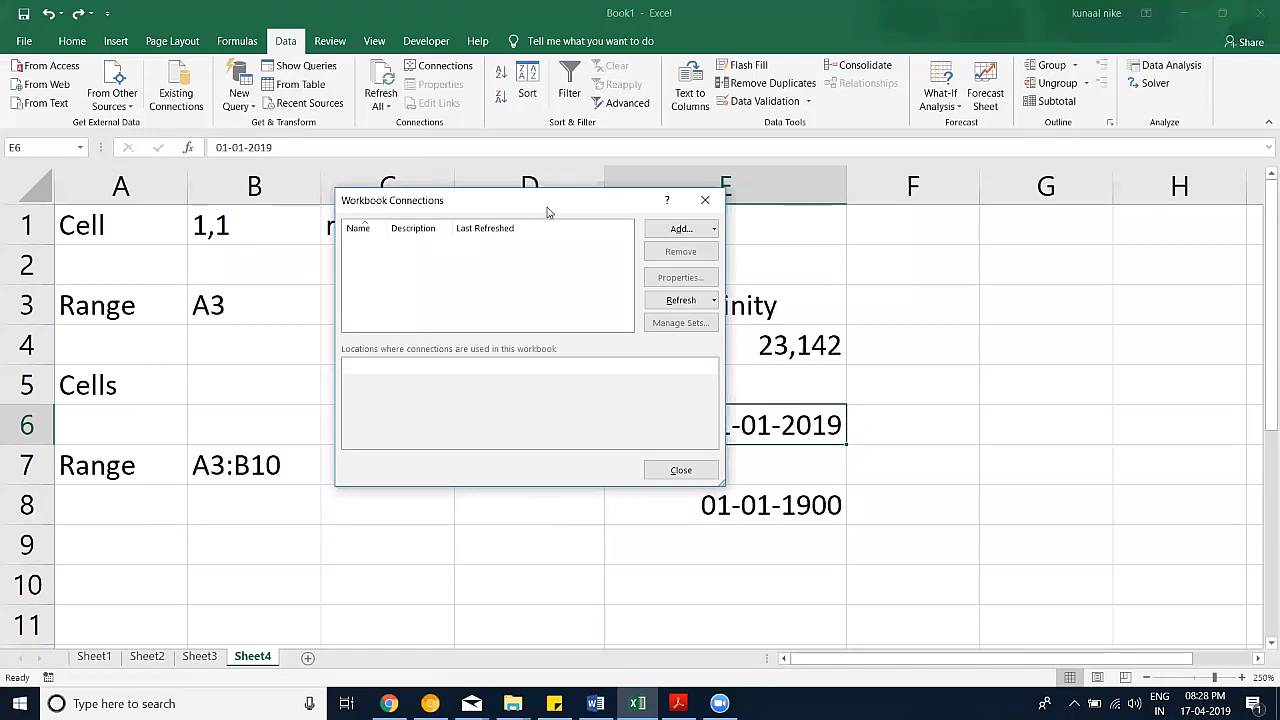 Book1 - Excel
kunaal nike
File Home Insert Page Layout Formulas Data Review View Developer Help Tell me what you want to do Share
From Access
From Web
From Text
From Other Sources
Existing Connections
Get External Data
New Query
Show Queries
From Table
Recent Sources
Get & Transform
Refresh All
Connections
Properties
Edit Links
Connections
Sort
Filter
Clear
Reapply
Advanced
Sort & Filter
Text to Columns
Flash Fill
Remove Duplicates
Data Validation
Consolidate
Relationships
Data Tools
What-If Analysis
Forecast Sheet
Forecast
Group
Ungroup
Subtotal
Outline
Data Analysis
Solver
Analyze
E6 fx 01-01-2019
A B C D E F G H
1 Cell 1,1 r
2
3 Range A3 inity
4 23,142
5 Cells
6 -01-2019
7 Range A3:B10
8 01-01-1900
9
10
11
Workbook Connections ?
Name Description Last Refreshed
Add...
Remove
Properties...
Refresh
Manage Sets...
Locations where connections are used in this workbook
Close
Sheet1 Sheet2 Sheet3 Sheet4
Ready 250%
Type here to search
ENG
IN
08:28 PM
17-04-2019
1